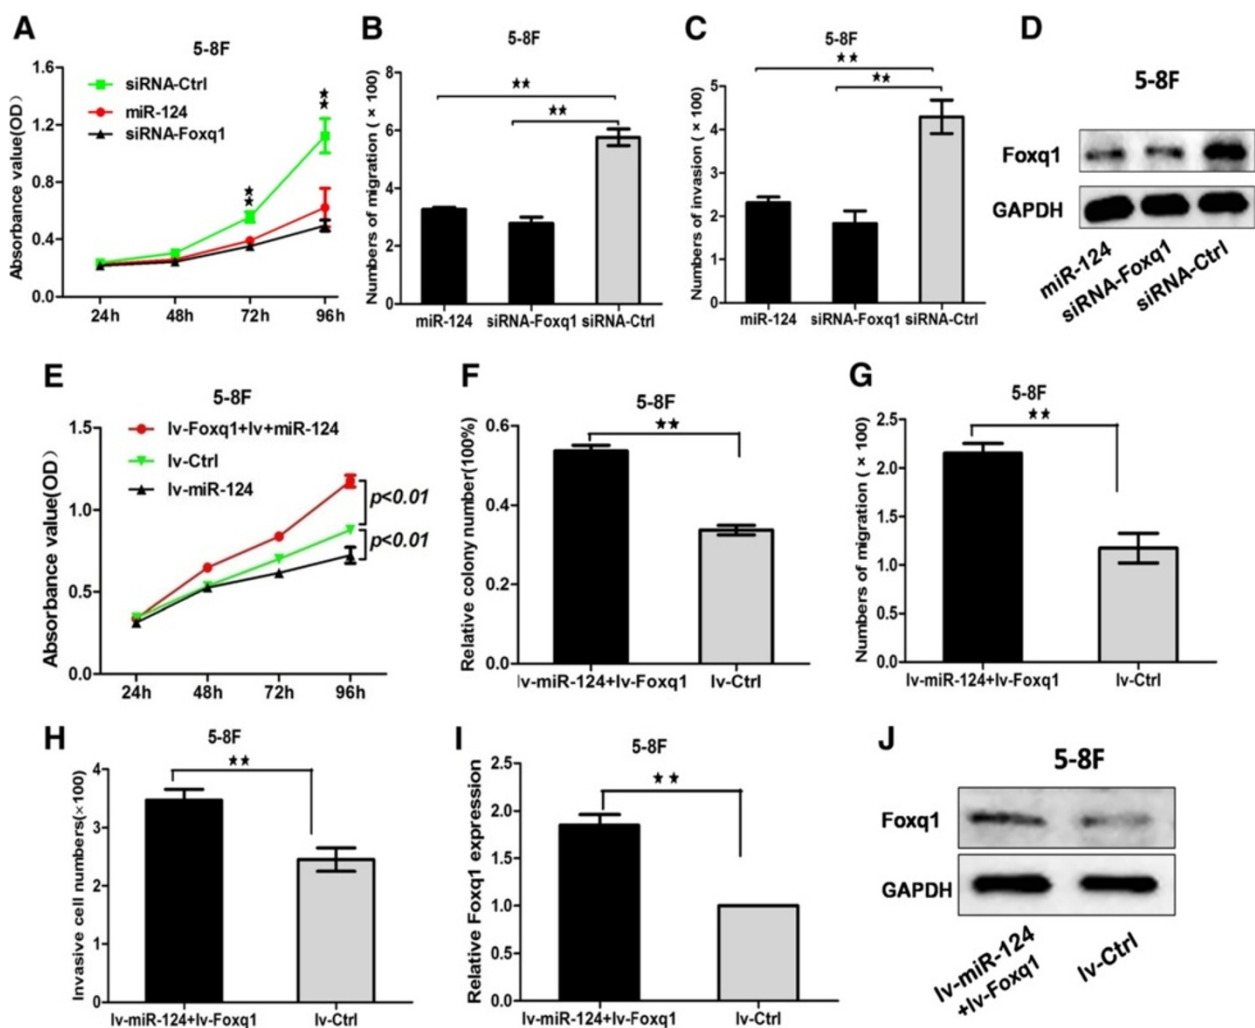 A
5-8F
Absorbance value(OD)
1.6
1.2
0.8
0.4
0.0
siRNA-Ctrl
miR-124
siRNA-Foxq1
24h 48h 72h 96h
B
5-8F
Numbers of migration ( × 100)
8
6
4
2
0
miR-124 siRNA-Foxq1 siRNA-Ctrl
C
5-8F
Numbers of invasion ( × 100)
5
4
3
2
1
0
miR-124 siRNA-Foxq1 siRNA-Ctrl
D
5-8F
Foxq1
GAPDH
miR-124
siRNA-Foxq1
siRNA-Ctrl
E
5-8F
Absorbance value(OD)
1.5
1.0
0.5
0.0
lv-Foxq1+lv+miR-124
lv-Ctrl
lv-miR-124
p<0.01
p<0.01
24h 48h 72h 96h
F
5-8F
Relative colony number(100%)
0.6
0.4
0.2
0.0
lv-miR-124+lv-Foxq1 lv-Ctrl
G
5-8F
Numbers of migration ( × 100)
2.5
2.0
1.5
1.0
0.5
0.0
lv-miR-124+lv-Foxq1 lv-Ctrl
H
5-8F
Invasive cell numbers(×100)
4
3
2
1
0
lv-miR-124+lv-Foxq1 lv-Ctrl
I
5-8F
Relative Foxq1 expression
2.5
2.0
1.5
1.0
0.5
0.0
lv-miR-124+lv-Foxq1 lv-Ctrl
J
5-8F
Foxq1
GAPDH
lv-miR-124
+lv-Foxq1
lv-Ctrl